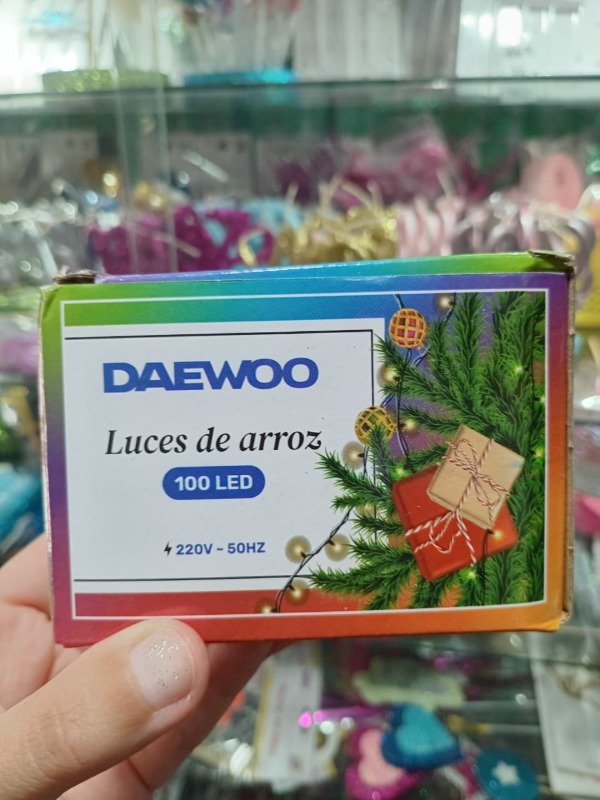 DAEWOO
Luces de arroz
100 LED
220V ~ 50HZ